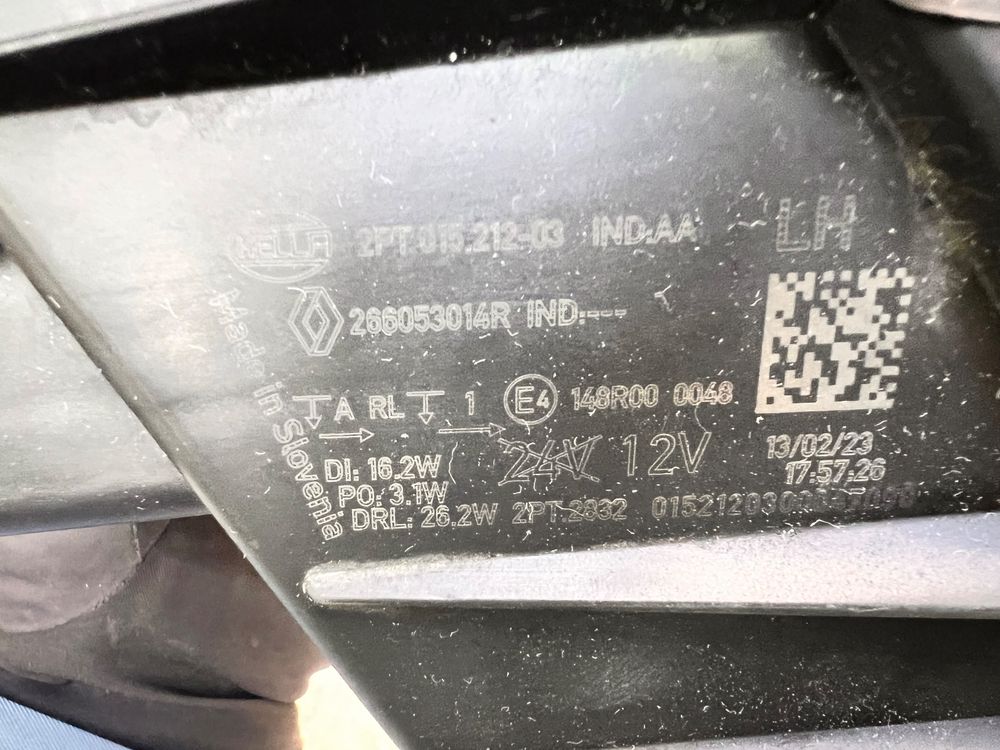 HELLA 2PT.015.212-03 IND:AA LH
266053014R IND:---
A RL 1 E4 148R00 0048
24V 12V
13/02/23
17:57:26
DI: 16.2W
PO: 3.1W
DRL: 26.2W 2PT.2832
Made in Slovenia